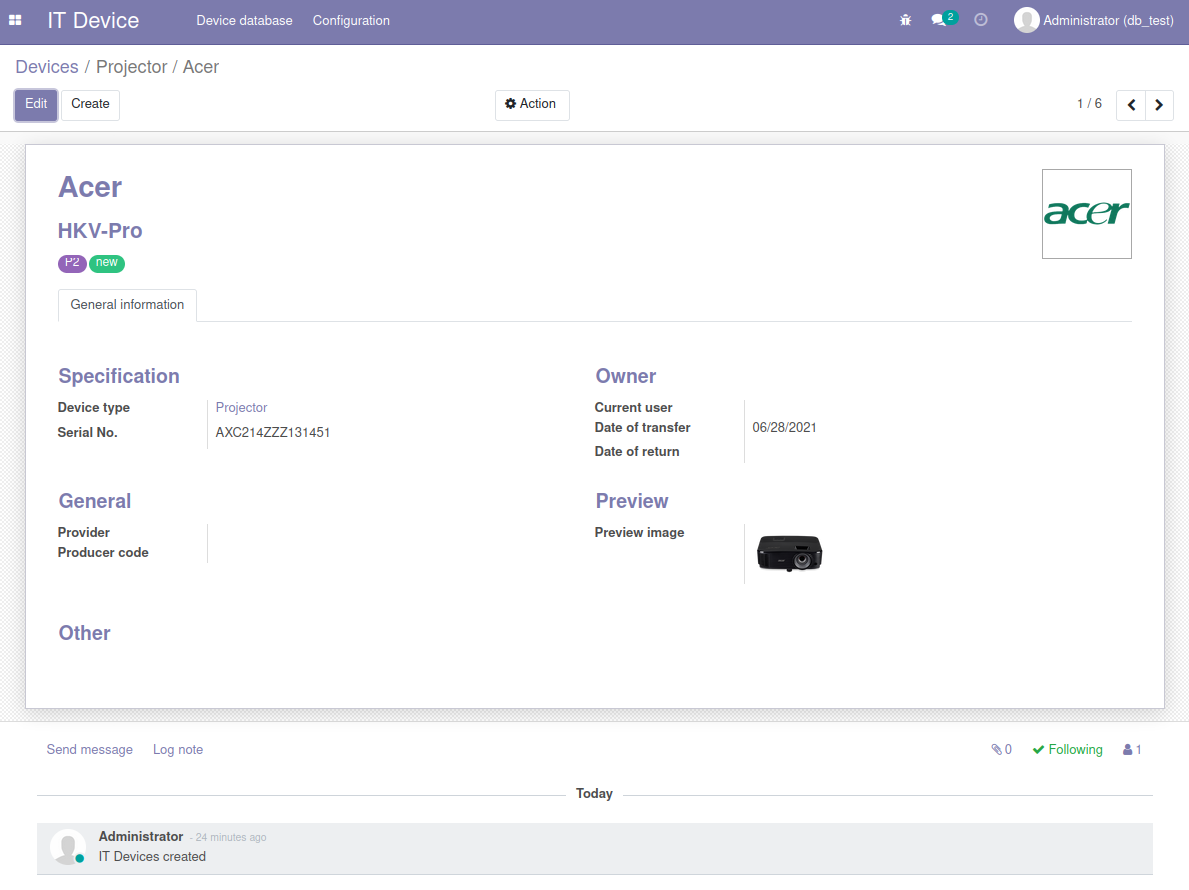 IT Device Device database Configuration 2 Administrator (db_test)
Devices / Projector / Acer
Edit Create Action 1 / 6
Acer
acer
HKV-Pro
P2 new
General information
Specification
Device type Projector
Serial No. AXC214ZZZ131451
Owner
Current user
Date of transfer 06/28/2021
Date of return
General
Provider
Producer code
Preview
Preview image
Other
Send message Log note 0 Following 1
Today
Administrator - 24 minutes ago
IT Devices created